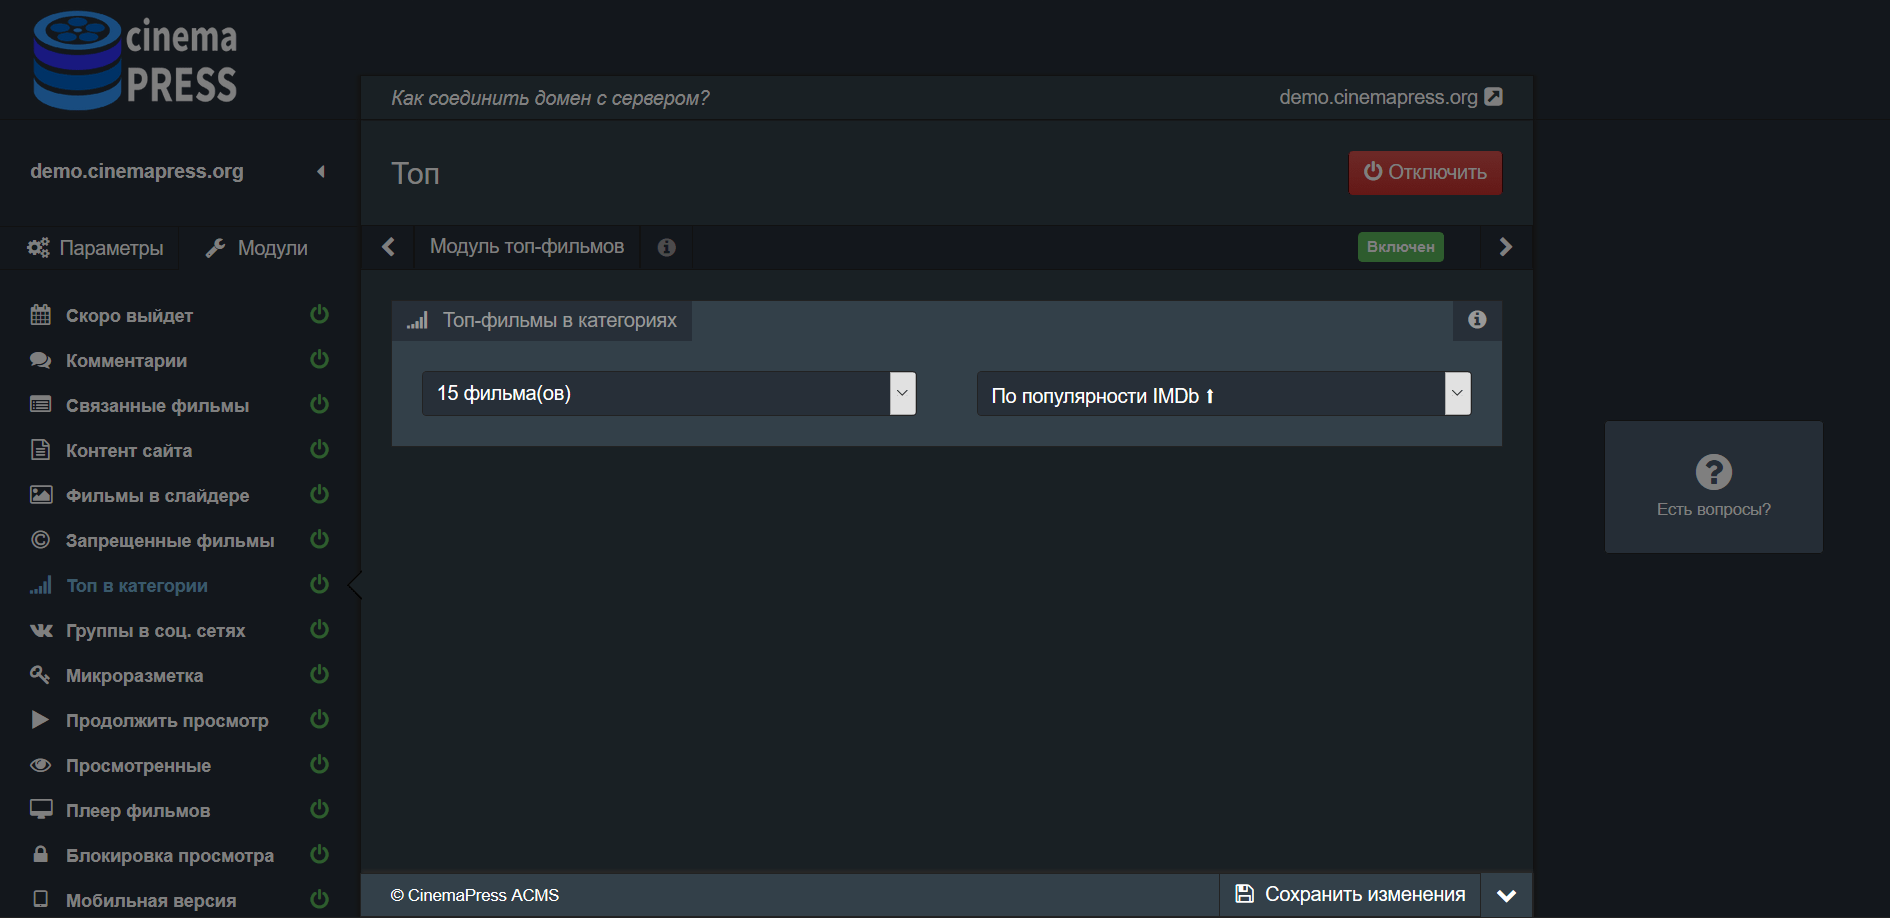 cinema
PRESS
Как соединить домен с сервером?
demo.cinemapress.org
demo.cinemapress.org
Топ
Отключить
Параметры
Модули
Модуль топ-фильмов
Включен
Скоро выйдет
Комментарии
Связанные фильмы
Контент сайта
Фильмы в слайдере
Запрещенные фильмы
Топ в категории
Группы в соц. сетях
Микроразметка
Продолжить просмотр
Просмотренные
Плеер фильмов
Блокировка просмотра
Мобильная версия
Топ-фильмы в категориях
15 фильма(ов)
По популярности IMDb ⬆
Есть вопросы?
© CinemaPress ACMS
Сохранить изменения